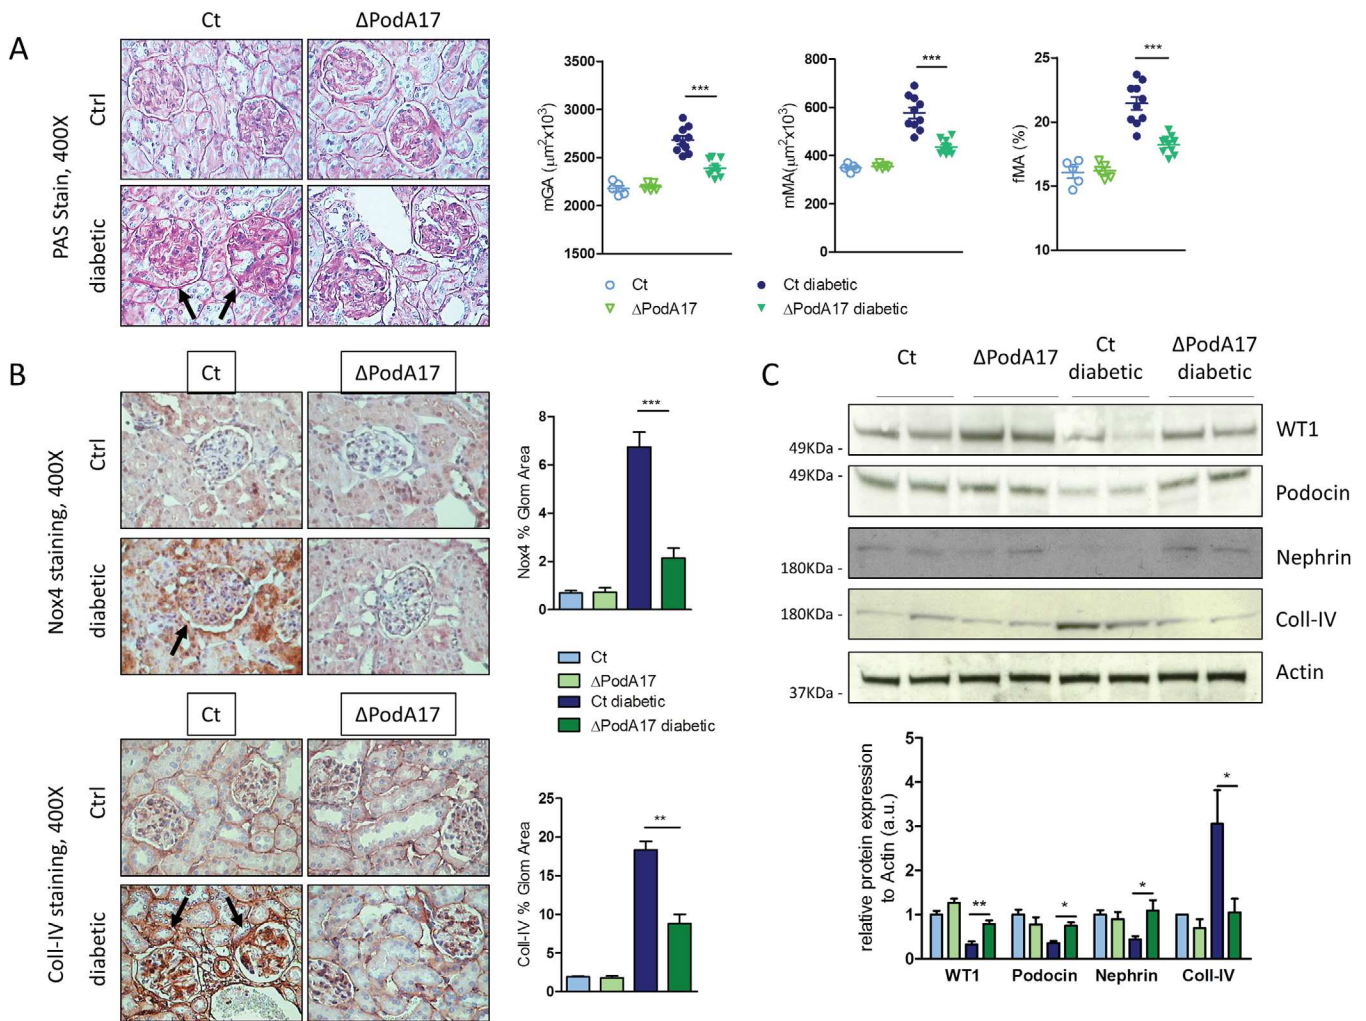 A
Ct
ΔPodA17
PAS Stain, 400X
Ctrl
diabetic
mGA (μm²x10³)
3500
3000
2500
2000
1500
***
mMA(μm²x10³)
800
600
400
200
0
***
fMA (%)
25
20
15
10
***
Ct
Ct diabetic
ΔPodA17
ΔPodA17 diabetic
B
Ct
ΔPodA17
Nox4 staining, 400X
Ctrl
diabetic
Nox4 % Glom Area
8
6
4
2
0
***
Ct
ΔPodA17
Ct diabetic
ΔPodA17 diabetic
Ct
ΔPodA17
Coll-IV staining, 400X
Ctrl
diabetic
Coll-IV % Glom Area
25
20
15
10
5
0
**
C
Ct
ΔPodA17
Ct
diabetic
ΔPodA17
diabetic
49KDa -
WT1
49KDa -
Podocin
180KDa -
Nephrin
180KDa -
Coll-IV
37KDa -
Actin
relative protein expression
to Actin (a.u.)
5
4
3
2
1
0
**
*
*
*
WT1
Podocin
Nephrin
Coll-IV